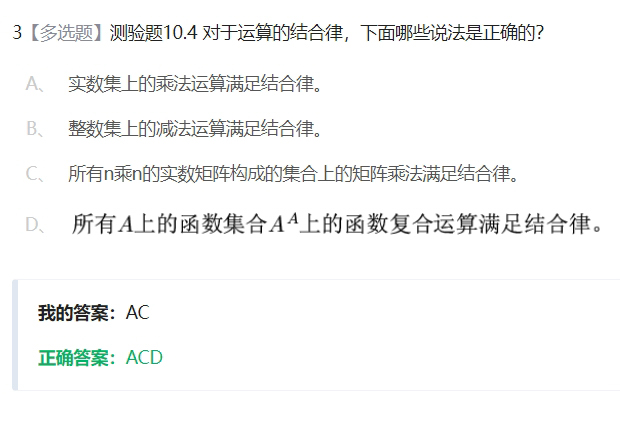 3【多选题】测验题10.4 对于运算的结合律，下面哪些说法是正确的？
A、 实数集上的乘法运算满足结合律。
B、 整数集上的减法运算满足结合律。
C、 所有n乘n的实数矩阵构成的集合上的矩阵乘法满足结合律。
D、 所有A上的函数集合Aᴬ上的函数复合运算满足结合律。
我的答案：AC
正确答案：ACD